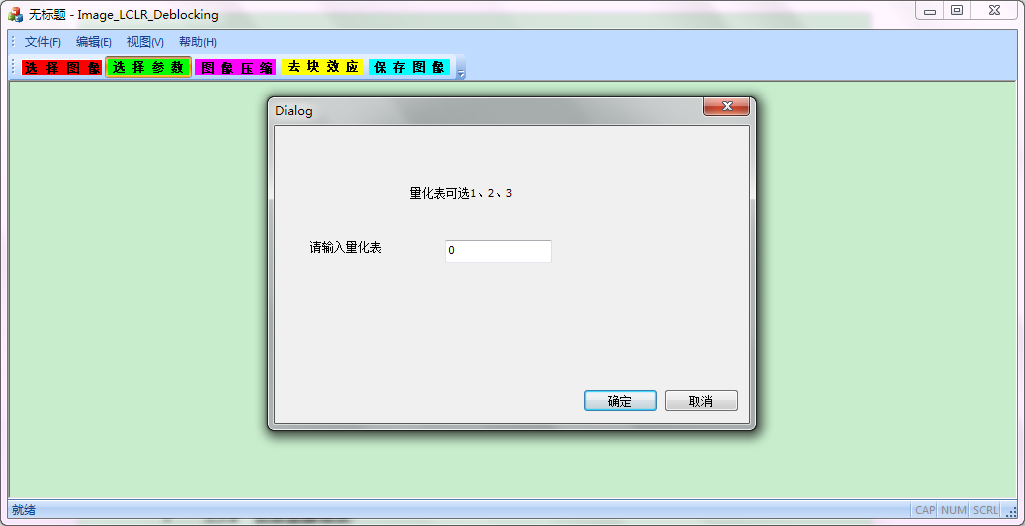 无标题 - Image_LCLR_Deblocking
文件(F) 编辑(E) 视图(V) 帮助(H)
选择图像 选择参数 图像压缩 去块效应 保存图像
Dialog
量化表可选1、2、3
请输入量化表 0
确定 取消
就绪 CAP NUM SCRL